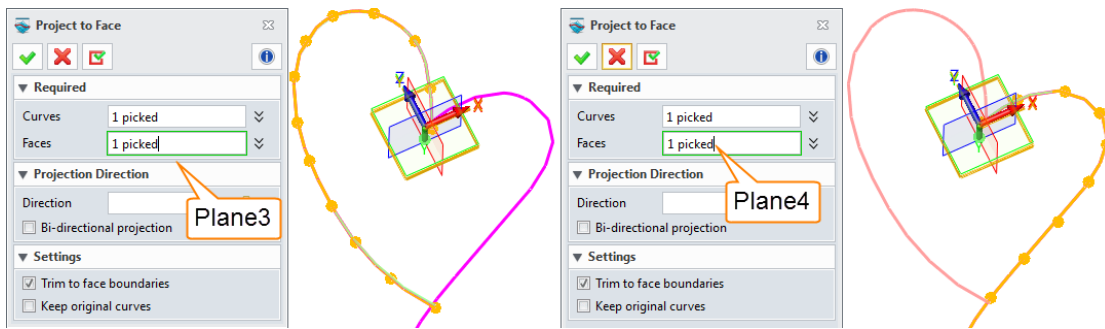 Project to Face
Required
Curves 1 picked
Faces 1 picked
Projection Direction
Direction
Plane3
Bi-directional projection
Settings
Trim to face boundaries
Keep original curves
Z
X
Y
Project to Face
Required
Curves 1 picked
Faces 1 picked
Projection Direction
Direction
Plane4
Bi-directional projection
Settings
Trim to face boundaries
Keep original curves
Z
X
Y